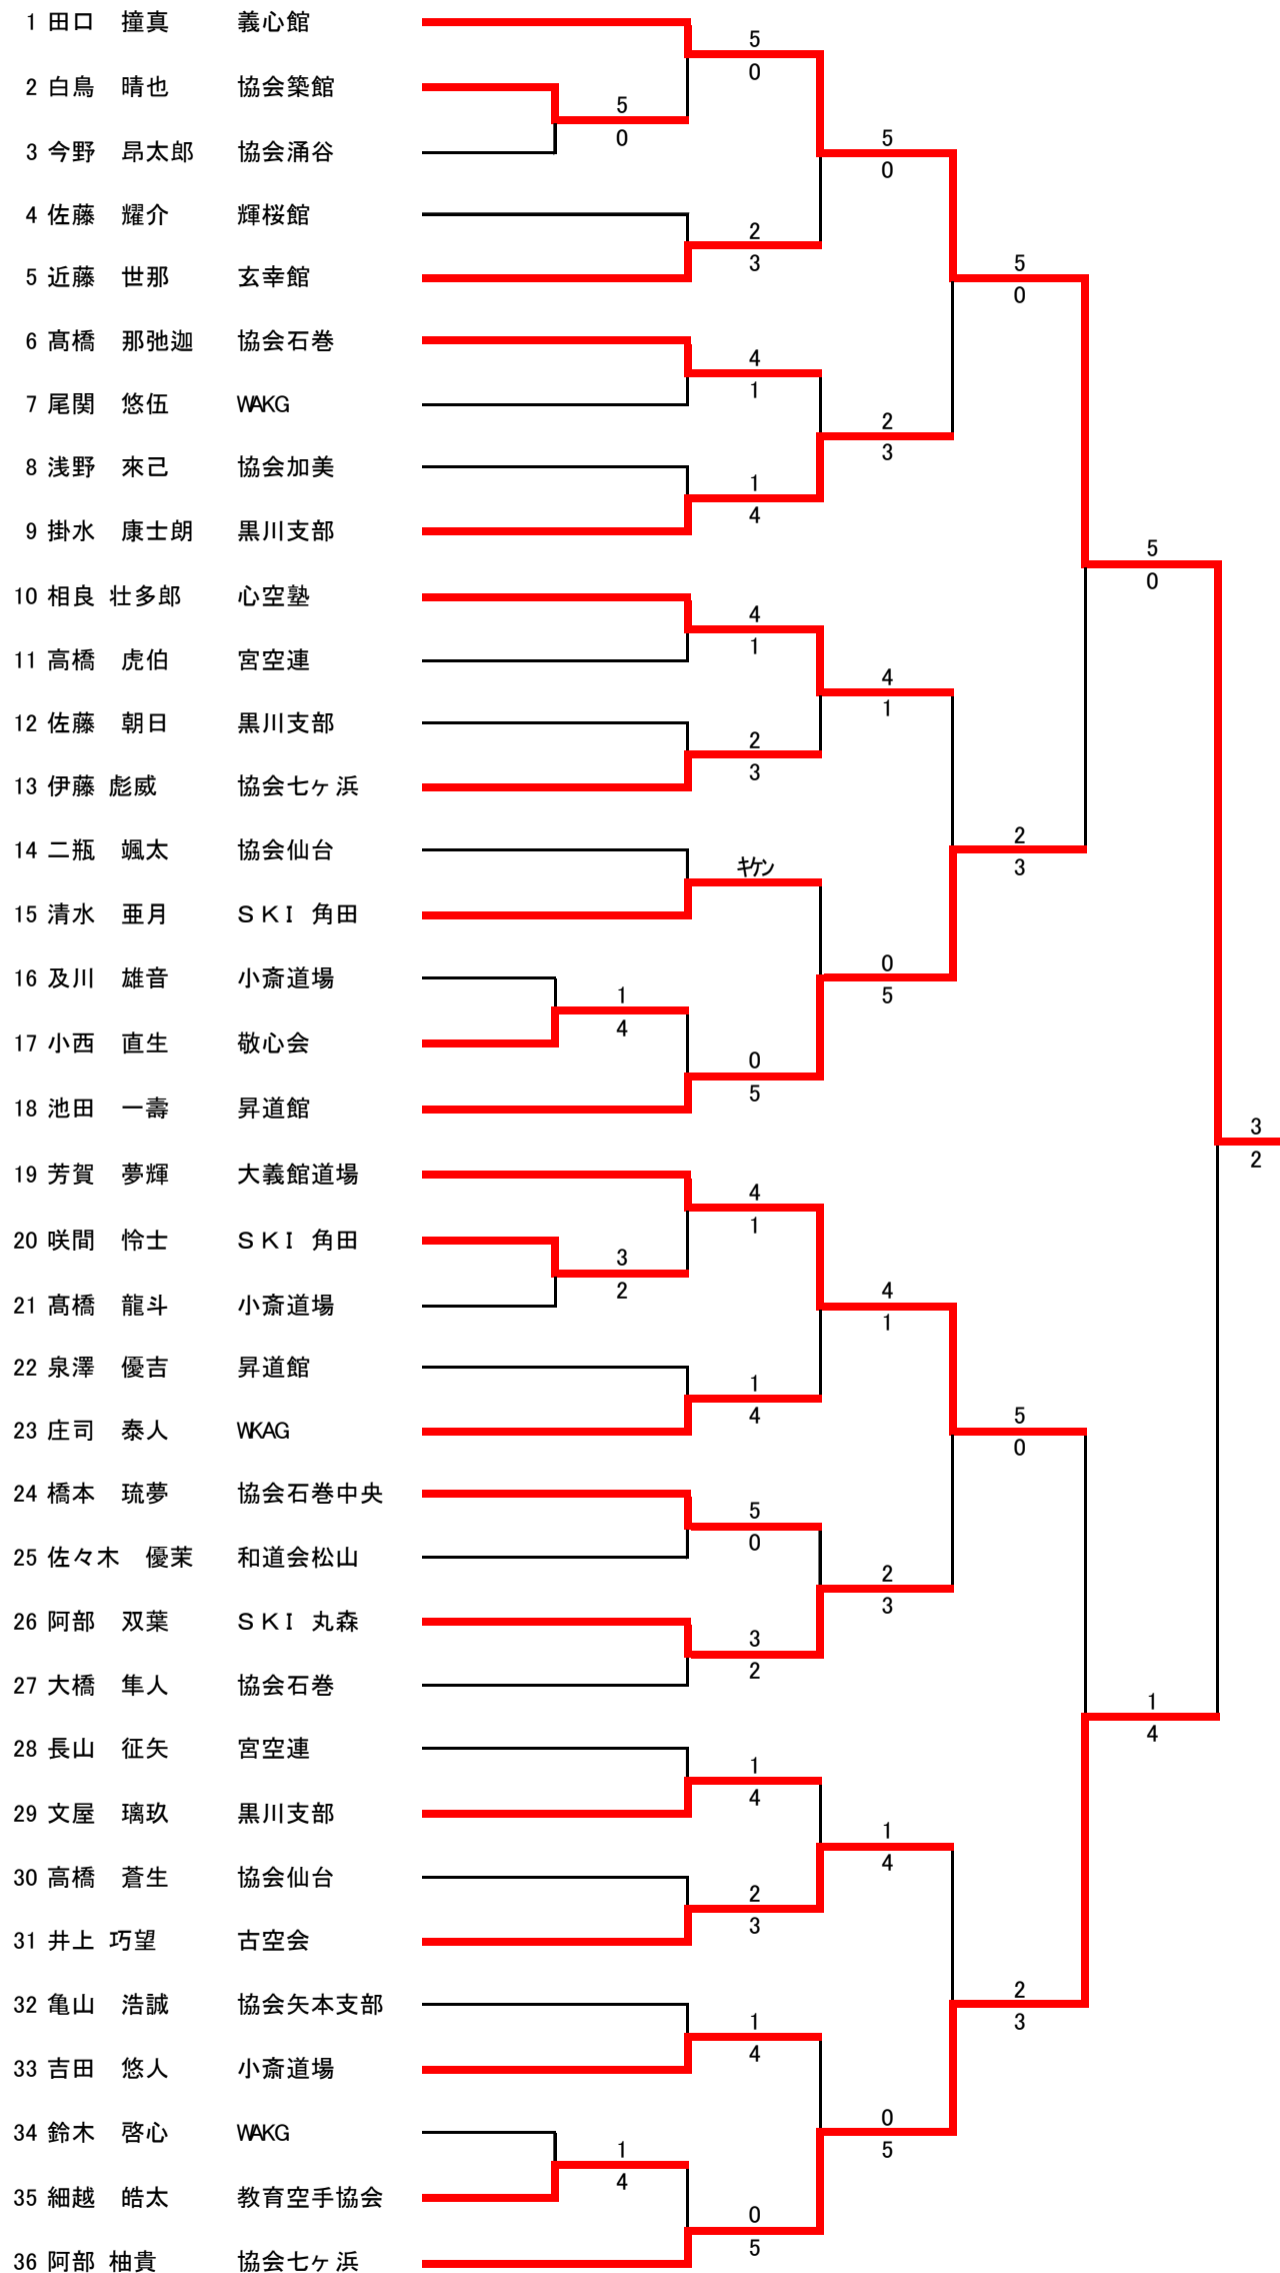 1 田口　撞真 義心館
5
0
2 白鳥　晴也 協会築館
5
0
3 今野　昂太郎 協会涌谷
5
0
4 佐藤　耀介 輝桜館
2
3
5 近藤　世那 玄幸館
5
0
6 髙橋　那弛迦 協会石巻
4
1
7 尾関　悠伍 WAKG
2
3
8 浅野　來己 協会加美
1
4
9 掛水　康士朗 黒川支部
5
0
10 相良 壮多郎 心空塾
4
1
11 高橋　虎伯 宮空連
4
1
12 佐藤　朝日 黒川支部
2
3
13 伊藤 彪威 協会七ヶ浜
2
3
14 二瓶　颯太 協会仙台
キケン
15 清水　亜月 ＳＫＩ 角田
0
5
16 及川　雄音 小斎道場
1
4
17 小西　直生 敬心会
0
5
18 池田　一壽 昇道館
3
2
19 芳賀　夢輝 大義館道場
4
1
20 咲間　怜士 ＳＫＩ 角田
3
2
21 髙橋　龍斗 小斎道場
4
1
22 泉澤　優吉 昇道館
1
4
23 庄司　泰人 WKAG
5
0
24 橋本　琉夢 協会石巻中央
5
0
25 佐々木　優茉 和道会松山
2
3
26 阿部　双葉 ＳＫＩ 丸森
3
2
27 大橋　隼人 協会石巻
1
4
28 長山　征矢 宮空連
1
4
29 文屋　璃玖 黒川支部
1
4
30 高橋　蒼生 協会仙台
2
3
31 井上 巧望 古空会
2
3
32 亀山　浩誠 協会矢本支部
1
4
33 吉田　悠人 小斎道場
0
5
34 鈴木　啓心 WAKG
1
4
35 細越　皓太 教育空手協会
0
5
36 阿部 柚貴 協会七ヶ浜